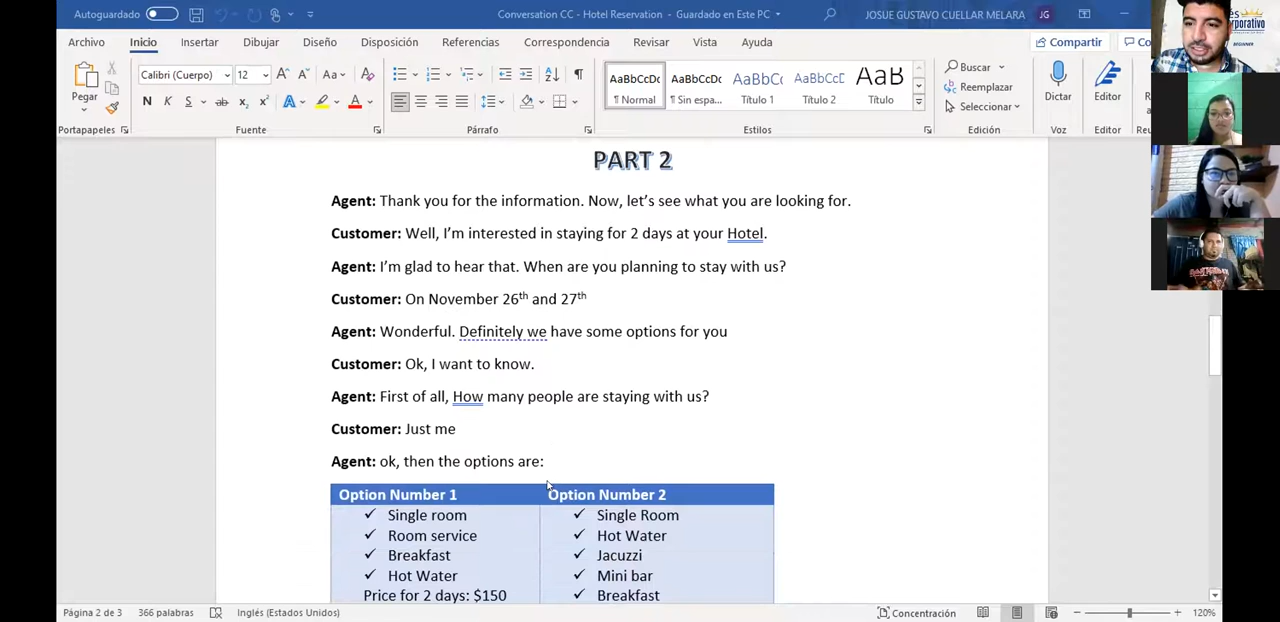 Autoguardado
Conversation CC - Hotel Reservation - Guardado en Este PC
JOSUE GUSTAVO CUELLAR MELARA
JG
Archivo Inicio Insertar Dibujar Diseño Disposición Referencias Correspondencia Revisar Vista Ayuda
Compartir
Co
Pegar
Calibri (Cuerpo) 12
Aa
N K S
AaBbCcDc AaBbCcDc AaBbCc AaBbCcD AaB
¶ Normal ¶ Sin espa... Título 1 Título 2 Título
Buscar
Reemplazar
Seleccionar
Dictar
Editor
Portapapeles Fuente Párrafo Estilos Edición Voz Editor
PART 2
Agent: Thank you for the information. Now, let's see what you are looking for.
Customer: Well, I'm interested in staying for 2 days at your Hotel.
Agent: I'm glad to hear that. When are you planning to stay with us?
Customer: On November 26th and 27th
Agent: Wonderful. Definitely we have some options for you
Customer: Ok, I want to know.
Agent: First of all, How many people are staying with us?
Customer: Just me
Agent: ok, then the options are:
Option Number 1 Option Number 2
✓ Single room ✓ Single Room
✓ Room service ✓ Hot Water
✓ Breakfast ✓ Jacuzzi
✓ Hot Water ✓ Mini bar
Price for 2 days: $150 ✓ Breakfast
Página 2 de 3 366 palabras Inglés (Estados Unidos) Concentración 120%